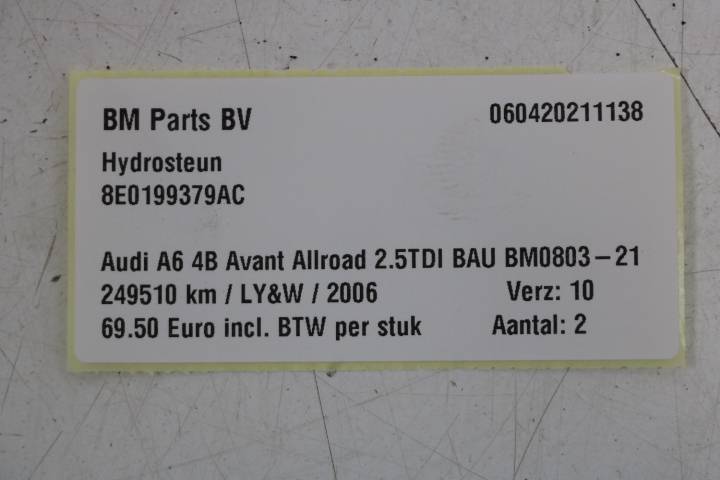 BM Parts BV 060420211138
Hydrosteun
8E0199379AC
Audi A6 4B Avant Allroad 2.5TDI BAU BM0803-21
249510 km / LY&W / 2006 Verz: 10
69.50 Euro incl. BTW per stuk Aantal: 2